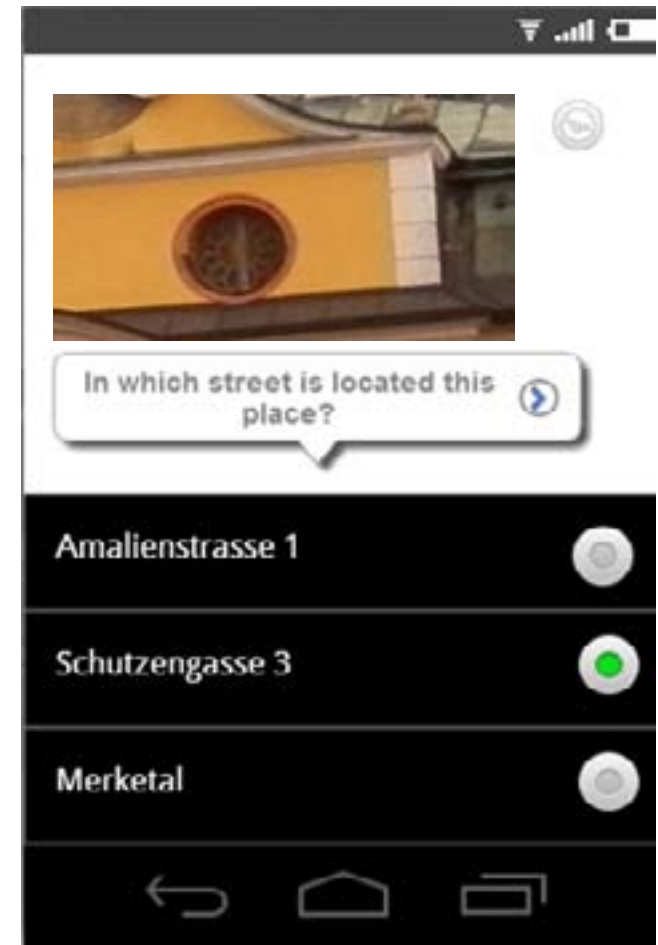 In which street is located this
place?
Amalienstrasse 1
Schutzengasse 3
Merketal